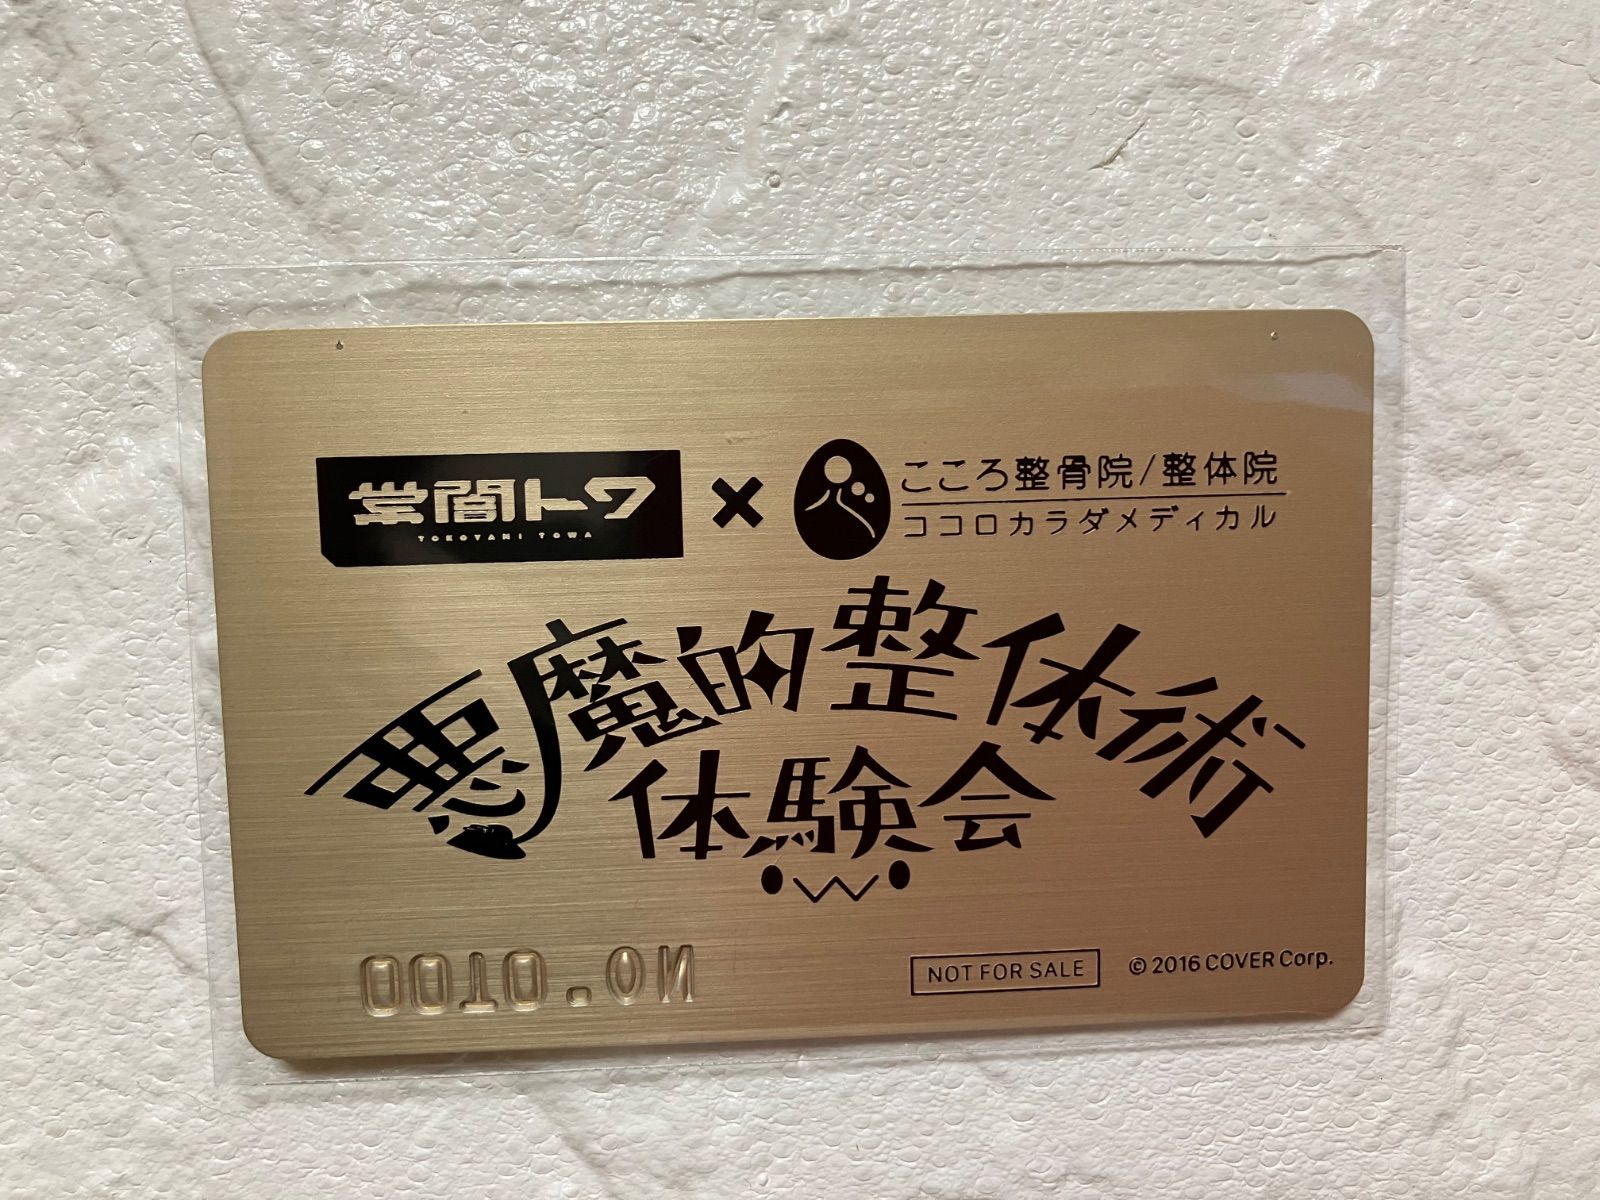 常闇トワ
TOKOYAMI TOWA
×
こころ整骨院/整体院
ココロカラダメディカル
悪魔的整体術
体験会
No.0100
NOT FOR SALE
© 2016 COVER Corp.